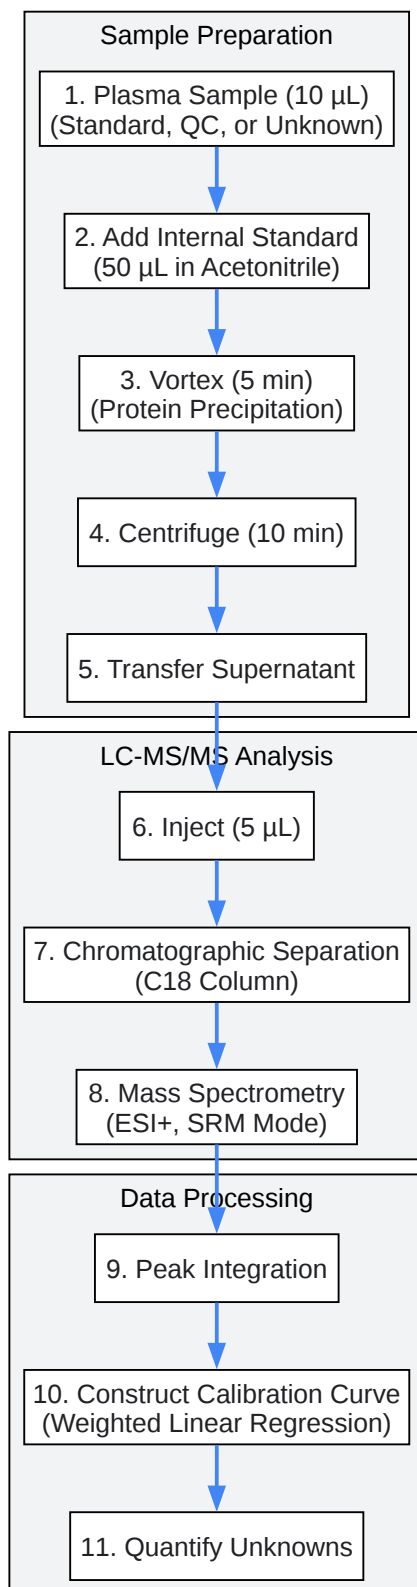 Sample Preparation
1. Plasma Sample (10 µL)
(Standard, QC, or Unknown)
2. Add Internal Standard
(50 µL in Acetonitrile)
3. Vortex (5 min)
(Protein Precipitation)
4. Centrifuge (10 min)
5. Transfer Supernatant
LC-MS/MS Analysis
6. Inject (5 µL)
7. Chromatographic Separation
(C18 Column)
8. Mass Spectrometry
(ESI+, SRM Mode)
Data Processing
9. Peak Integration
10. Construct Calibration Curve
(Weighted Linear Regression)
11. Quantify Unknowns